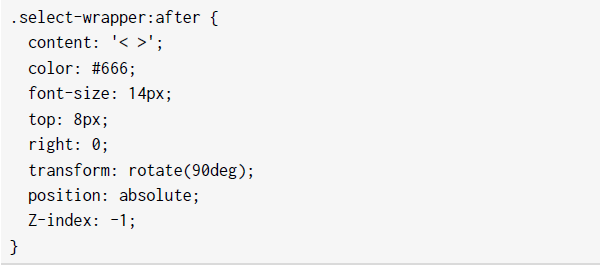 .select-wrapper:after {
  content: '< >';
  color: #666;
  font-size: 14px;
  top: 8px;
  right: 0;
  transform: rotate(90deg);
  position: absolute;
  Z-index: -1;
}